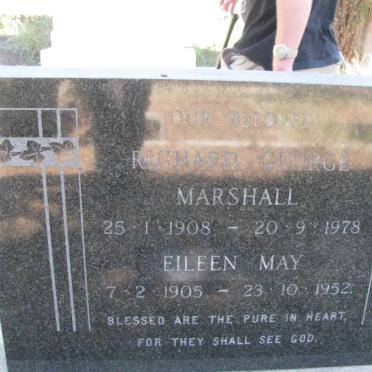 OUR BELOVED
RICHARD GEORGE
MARSHALL
25·1·1908 – 20·9·1978
EILEEN MAY
7·2·1905 – 23·10·1952.
BLESSED ARE THE PURE IN HEART,
FOR THEY SHALL SEE GOD.